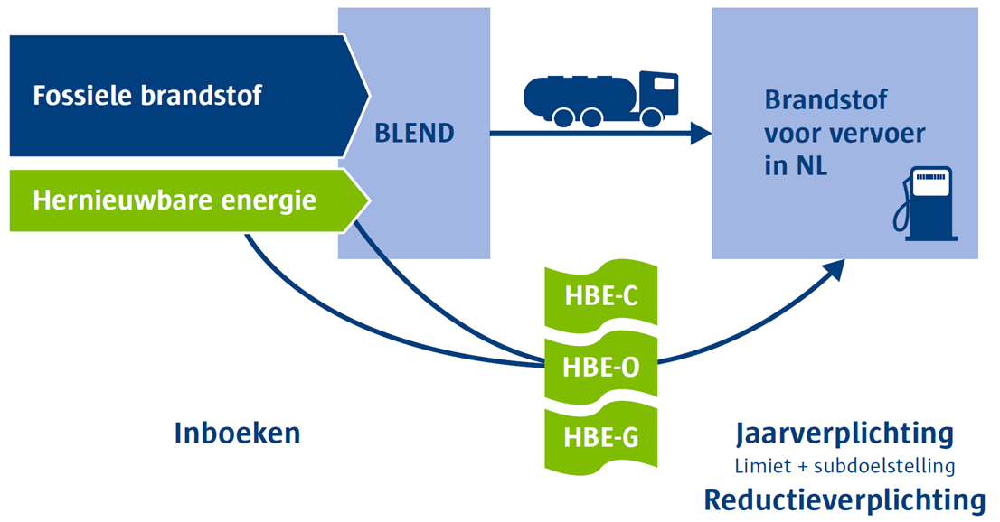 Fossiele brandstof
Hernieuwbare energie
BLEND
Brandstof
voor vervoer
in NL
HBE-C
HBE-O
HBE-G
Inboeken
Jaarverplichting
Limiet + subdoelstelling
Reductieverplichting